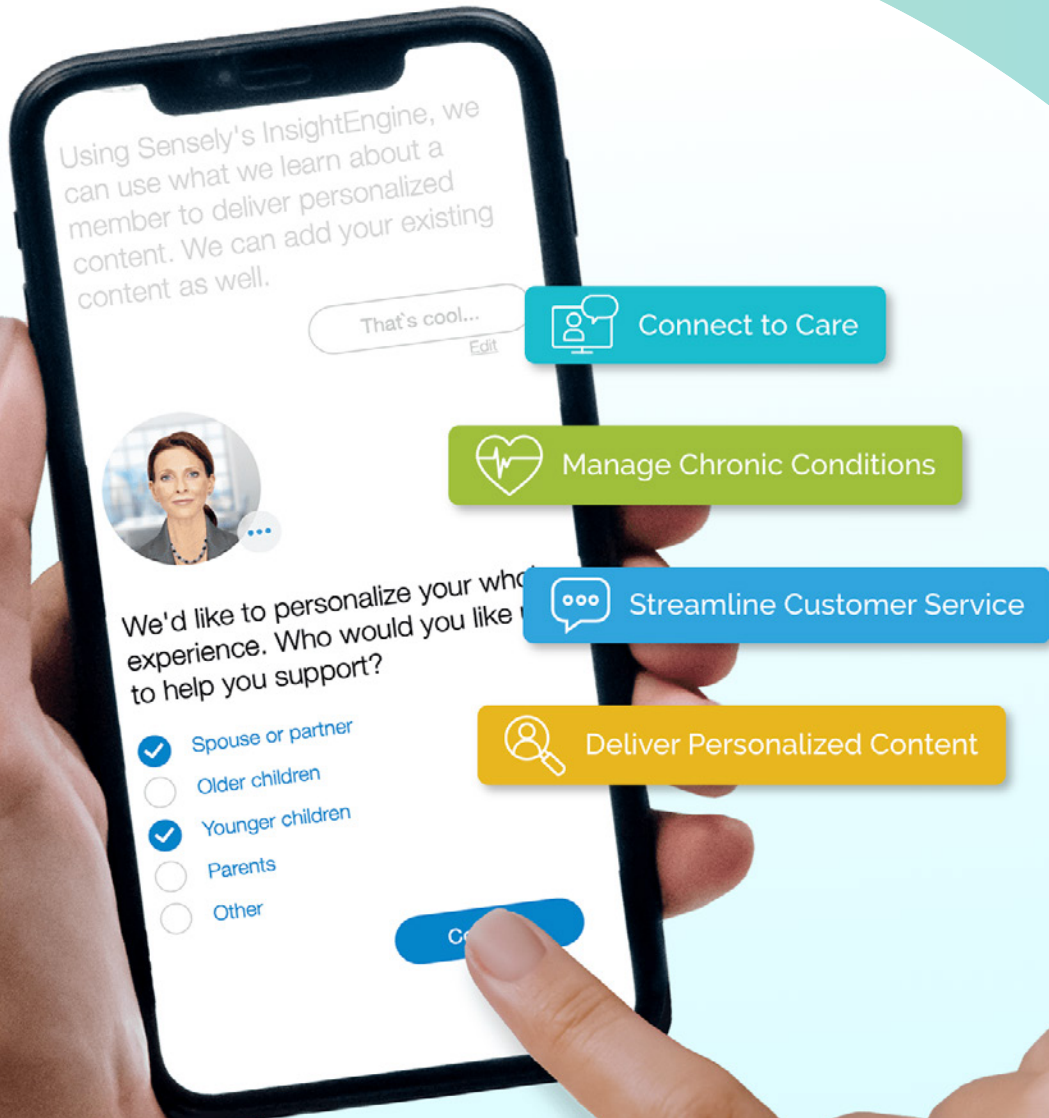 Using Sensely's InsightEngine, we
can use what we learn about a
member to deliver personalized
content. We can add your existing
content as well.
That`s cool...
Edit
Connect to Care
Manage Chronic Conditions
We'd like to personalize your
experience. Who would you like
to help you support?
Streamline Customer Service
Deliver Personalized Content
Spouse or partner
Older children
Younger children
Parents
Other